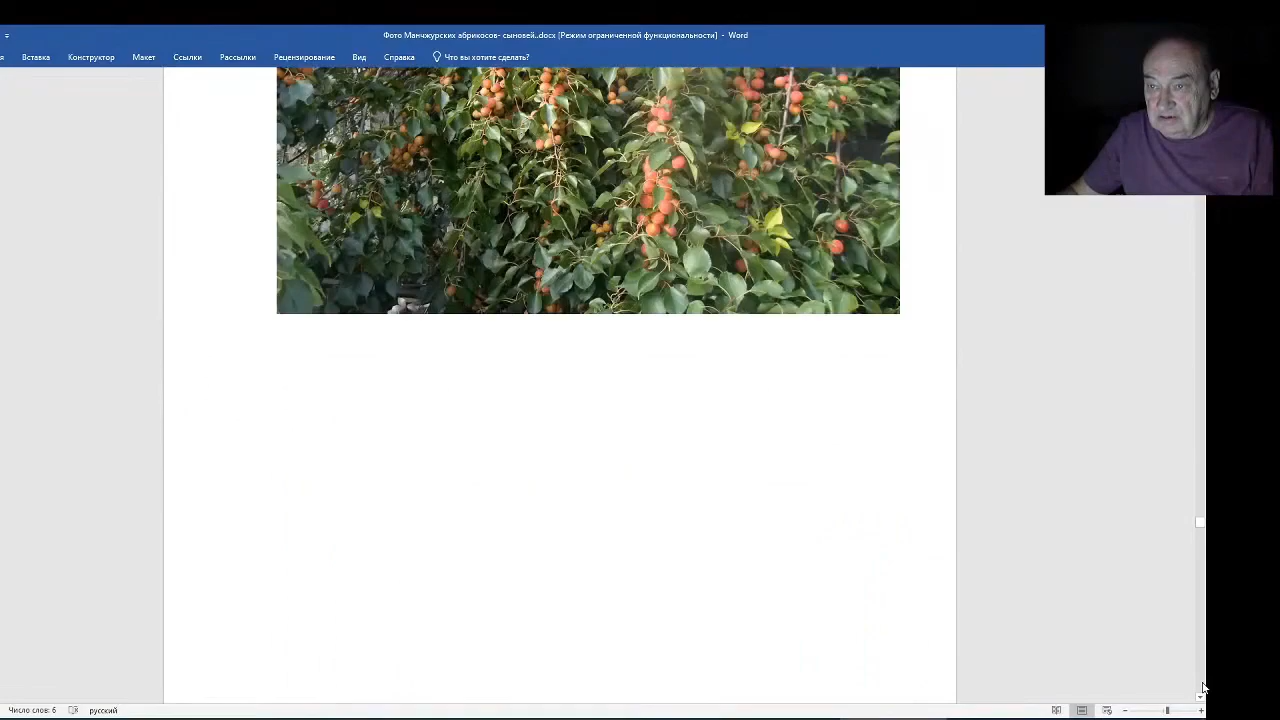 Фото Манчжурских абрикосов- сыновей..docx [Режим ограниченной функциональности] - Word
я Вставка Конструктор Макет Ссылки Рассылки Рецензирование Вид Справка Что вы хотите сделать?
Число слов: 6 русский